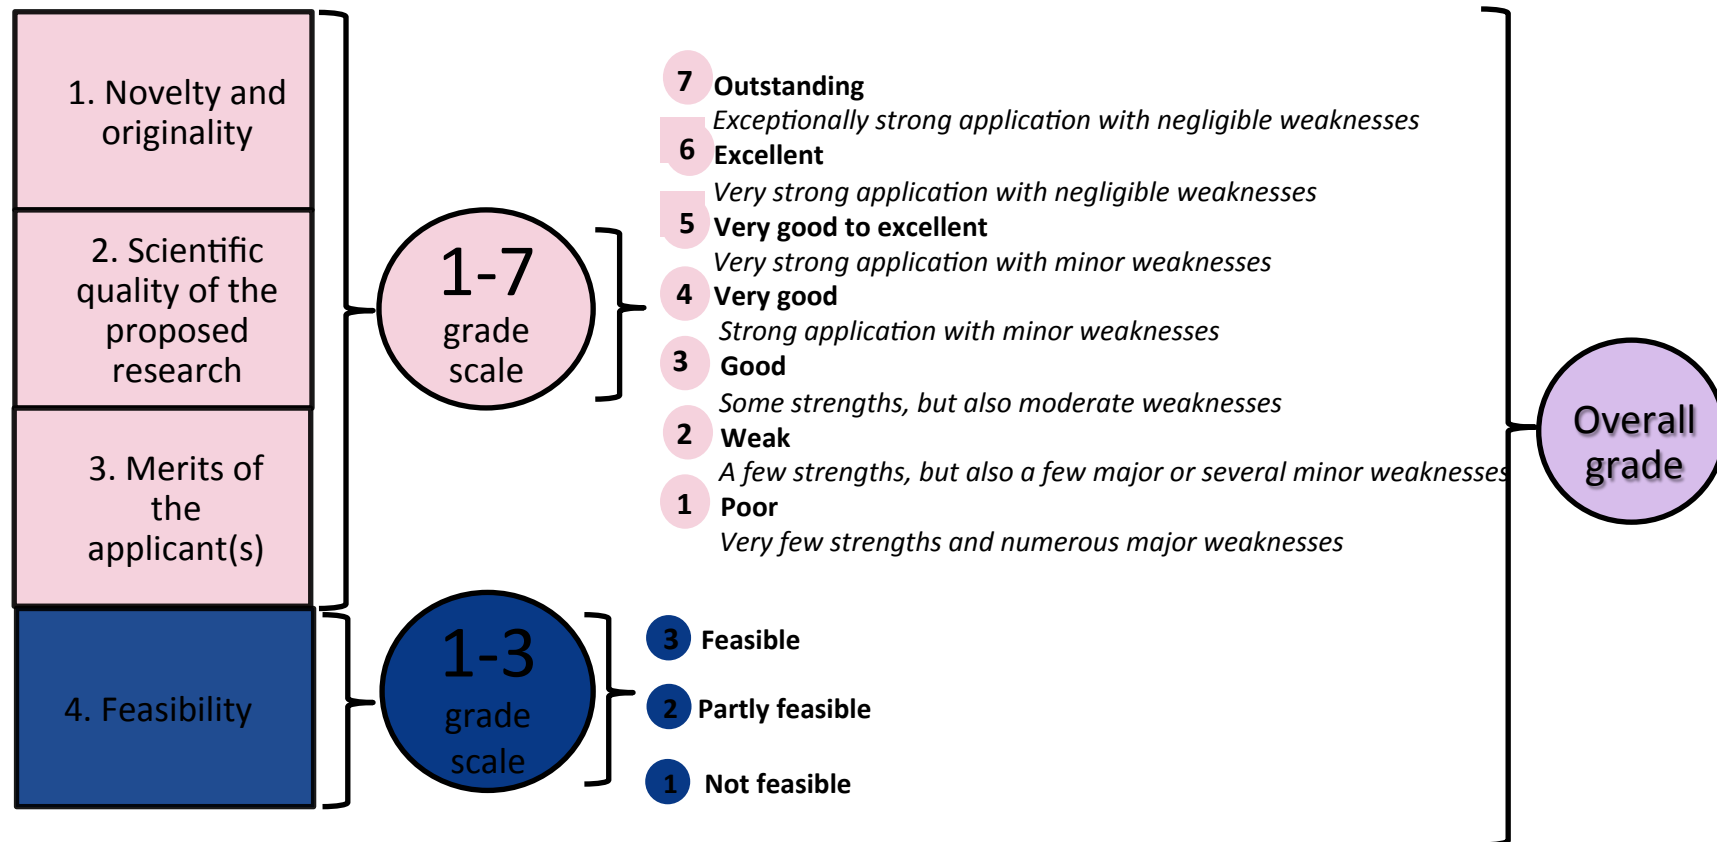 1. Novelty and
originality
2. Scientific
quality of the
proposed
research
3. Merits of
the
applicant(s)
4. Feasibility
1-7
grade
scale
1-3
grade
scale
7 Outstanding
Exceptionally strong application with negligible weaknesses
6 Excellent
Very strong application with negligible weaknesses
5 Very good to excellent
Very strong application with minor weaknesses
4 Very good
Strong application with minor weaknesses
3 Good
Some strengths, but also moderate weaknesses
2 Weak
A few strengths, but also a few major or several minor weaknesses
1 Poor
Very few strengths and numerous major weaknesses
3 Feasible
2 Partly feasible
1 Not feasible
Overall
grade